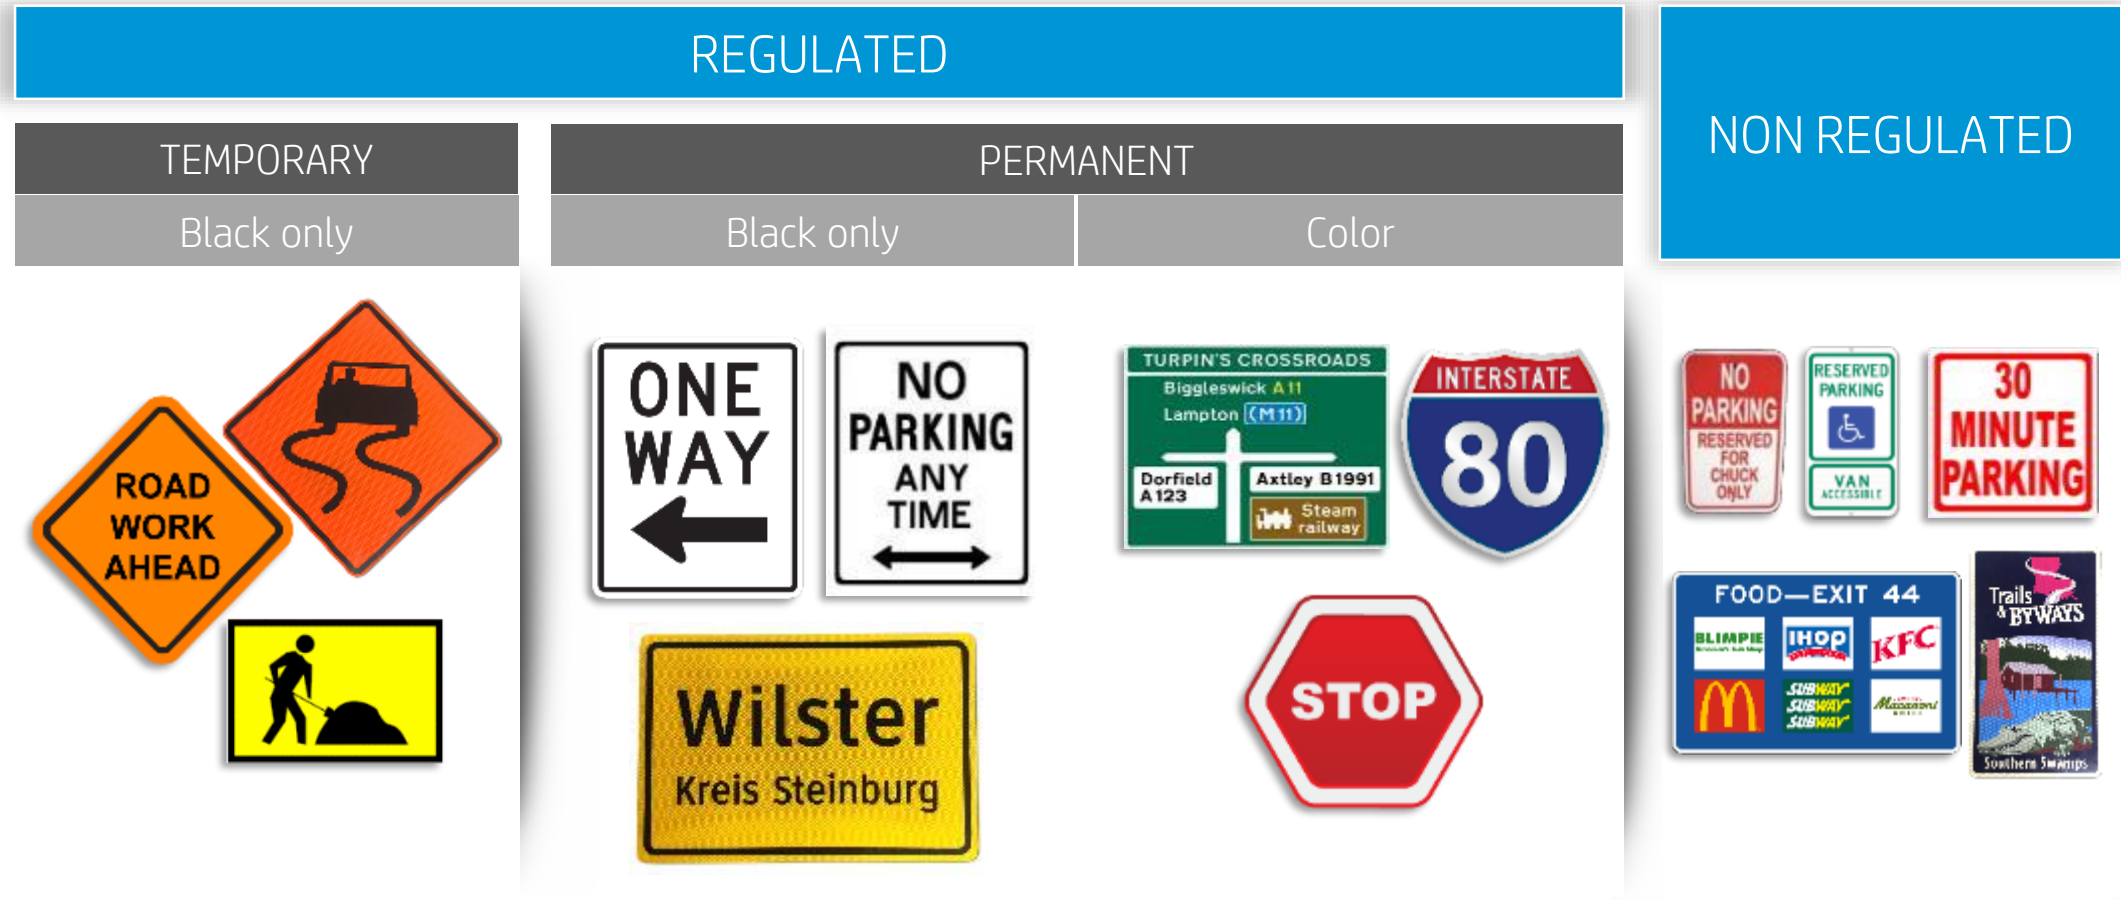 REGULATED
NON REGULATED
TEMPORARY
PERMANENT
Black only
Black only
Color
ROAD
WORK
AHEAD
ONE
WAY
NO
PARKING
ANY
TIME
Wilster
Kreis Steinburg
TURPIN'S CROSSROADS
Biggleswick A11
Lampton (M11)
Dorfield
A123
Axtley B1991
Steam
railway
INTERSTATE
80
STOP
NO
PARKING
RESERVED
FOR
CHUCK
ONLY
RESERVED
PARKING
VAN
ACCESSIBLE
30
MINUTE
PARKING
FOOD—EXIT 44
BLIMPIE
IHOP
KFC
SUBWAY
SUBWAY
SUBWAY
Macaroni
Trails
& BYWAYS
Southern Swamps